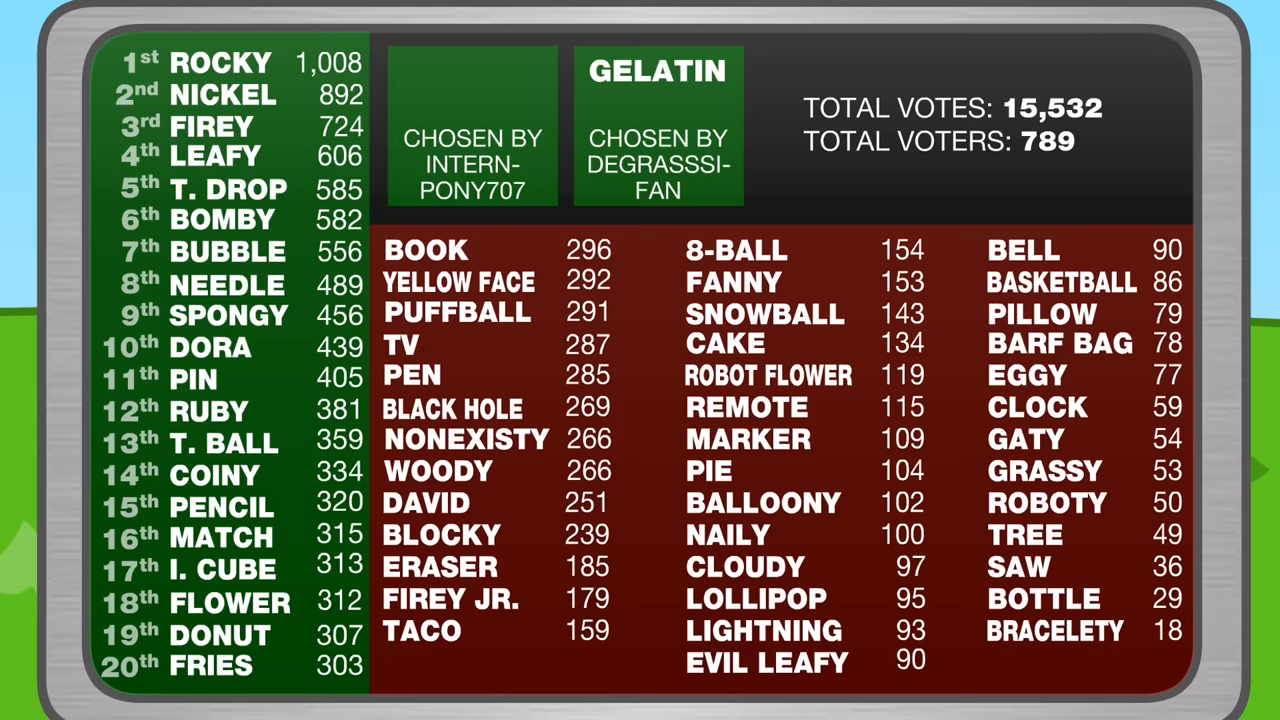 1st ROCKY 1,008
2nd NICKEL 892
3rd FIREY 724
4th LEAFY 606
5th T. DROP 585
6th BOMBY 582
7th BUBBLE 556
8th NEEDLE 489
9th SPONGY 456
10th DORA 439
11th PIN 405
12th RUBY 381
13th T. BALL 359
14th COINY 334
15th PENCIL 320
16th MATCH 315
17th I. CUBE 313
18th FLOWER 312
19th DONUT 307
20th FRIES 303
CHOSEN BY
INTERN-
PONY707
GELATIN
CHOSEN BY
DEGRASSSI-
FAN
TOTAL VOTES: 15,532
TOTAL VOTERS: 789
BOOK 296
YELLOW FACE 292
PUFFBALL 291
TV 287
PEN 285
BLACK HOLE 269
NONEXISTY 266
WOODY 266
DAVID 251
BLOCKY 239
ERASER 185
FIREY JR. 179
TACO 159
8-BALL 154
FANNY 153
SNOWBALL 143
CAKE 134
ROBOT FLOWER 119
REMOTE 115
MARKER 109
PIE 104
BALLOONY 102
NAILY 100
CLOUDY 97
LOLLIPOP 95
LIGHTNING 93
EVIL LEAFY 90
BELL 90
BASKETBALL 86
PILLOW 79
BARF BAG 78
EGGY 77
CLOCK 59
GATY 54
GRASSY 53
ROBOTY 50
TREE 49
SAW 36
BOTTLE 29
BRACELETY 18